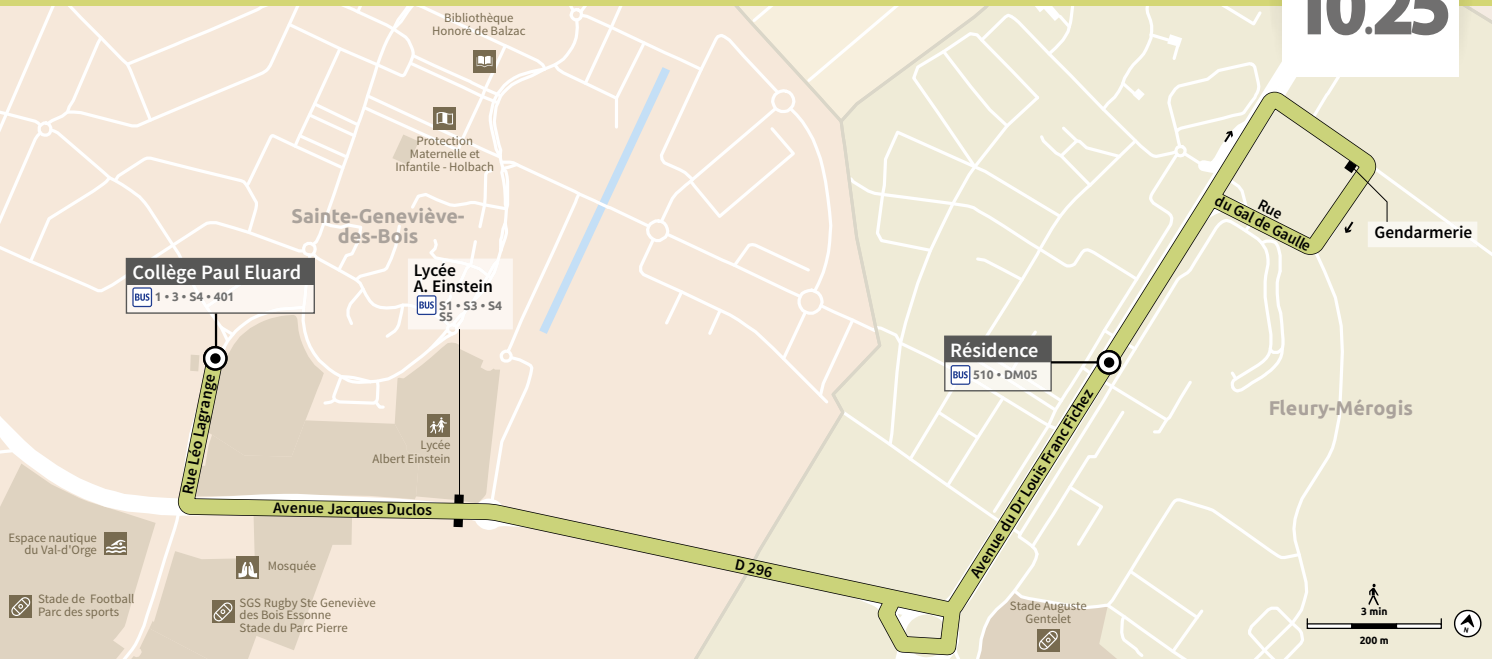 10.25
Bibliothèque
Honoré de Balzac
Protection
Maternelle et
Infantile - Holbach
Sainte-Geneviève-
des-Bois
Collège Paul Eluard
BUS 1 • 3 • S4 • 401
Lycée
A. Einstein
BUS S1 • S3 • S4
S5
Rue
du Gal de Gaulle
Gendarmerie
Résidence
BUS 510 • DM05
Fleury-Mérogis
Rue Léo Lagrange
Lycée
Albert Einstein
Avenue Jacques Duclos
Avenue du Dr Louis Franc Fichez
D 296
Espace nautique
du Val-d'Orge
Mosquée
Stade de Football
Parc des sports
SGS Rugby Ste Geneviève
des Bois Essonne
Stade du Parc Pierre
Stade Auguste
Gentelet
3 min
200 m
N